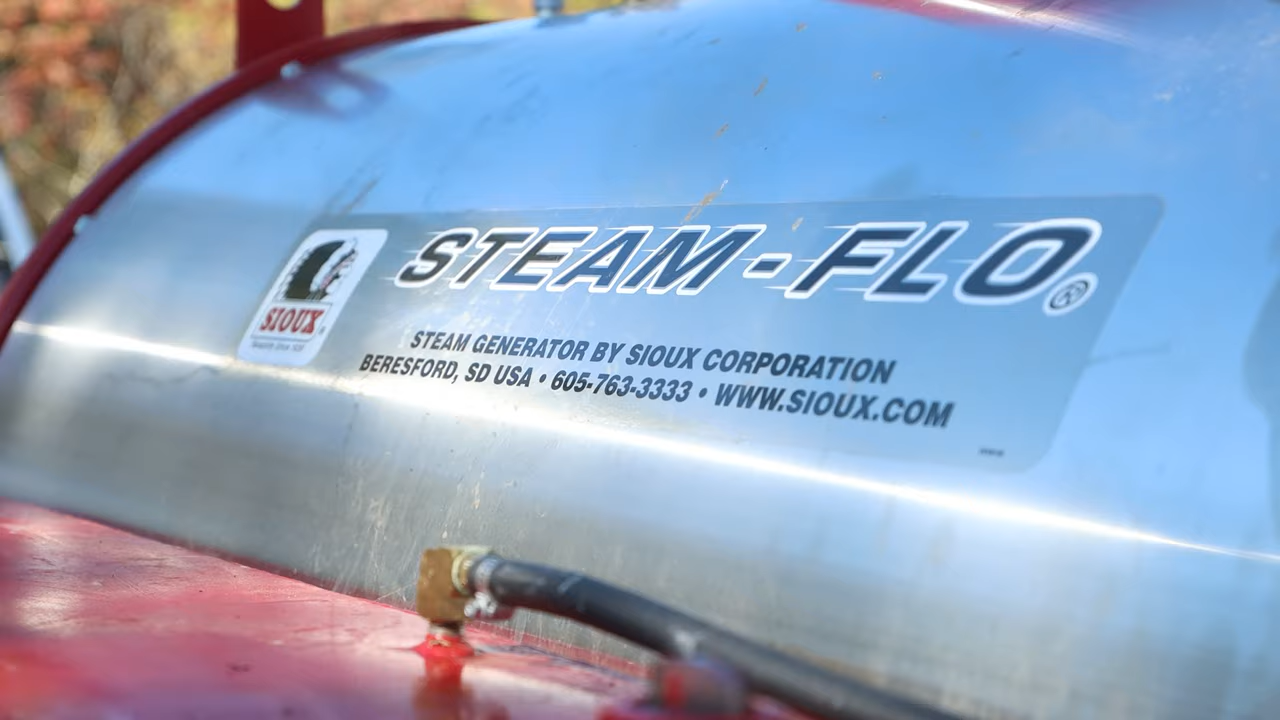 STEAM-FLO®
SIOUX®
STEAM GENERATOR BY SIOUX CORPORATION
BERESFORD, SD USA • 605-763-3333 • WWW.SIOUX.COM